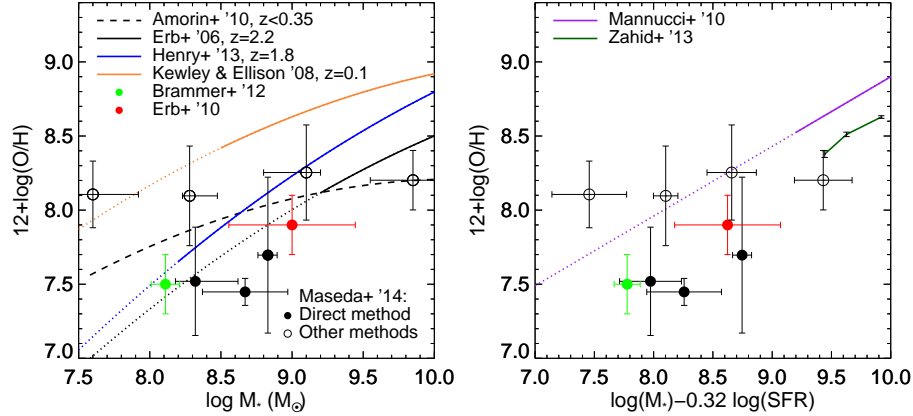 Amorin+ '10, z<0.35
Erb+ '06, z=2.2
Henry+ '13, z=1.8
Kewley & Ellison '08, z=0.1
Brammer+ '12
Erb+ '10
Maseda+ '14:
Direct method
Other methods
9.0
8.5
8.0
7.5
7.0
12+log(O/H)
7.5 8.0 8.5 9.0 9.5 10.0
log M* (M⊙)
Mannucci+ '10
Zahid+ '13
9.0
8.5
8.0
7.5
7.0
12+log(O/H)
7.0 7.5 8.0 8.5 9.0 9.5 10.0
log(M*)−0.32 log(SFR)